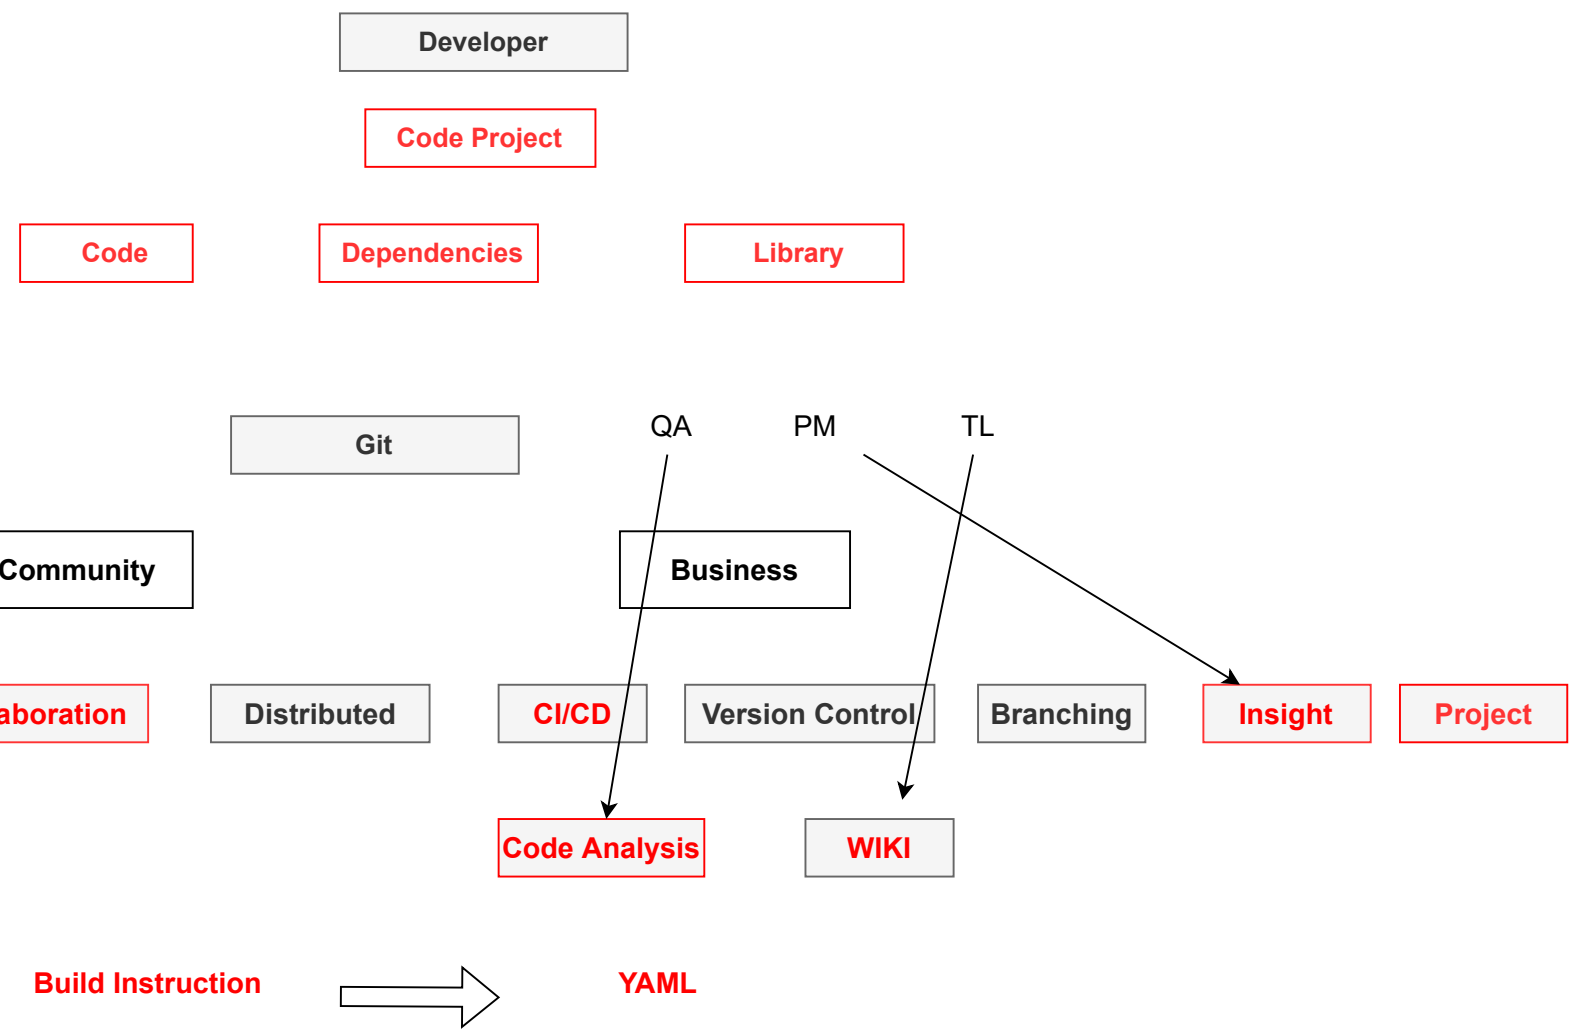 Developer
Code Project
Code
Dependencies
Library
QA
PM
TL
Git
Community
Business
aboration
Distributed
CI/CD
Version Control
Branching
Insight
Project
Code Analysis
WIKI
Build Instruction
YAML